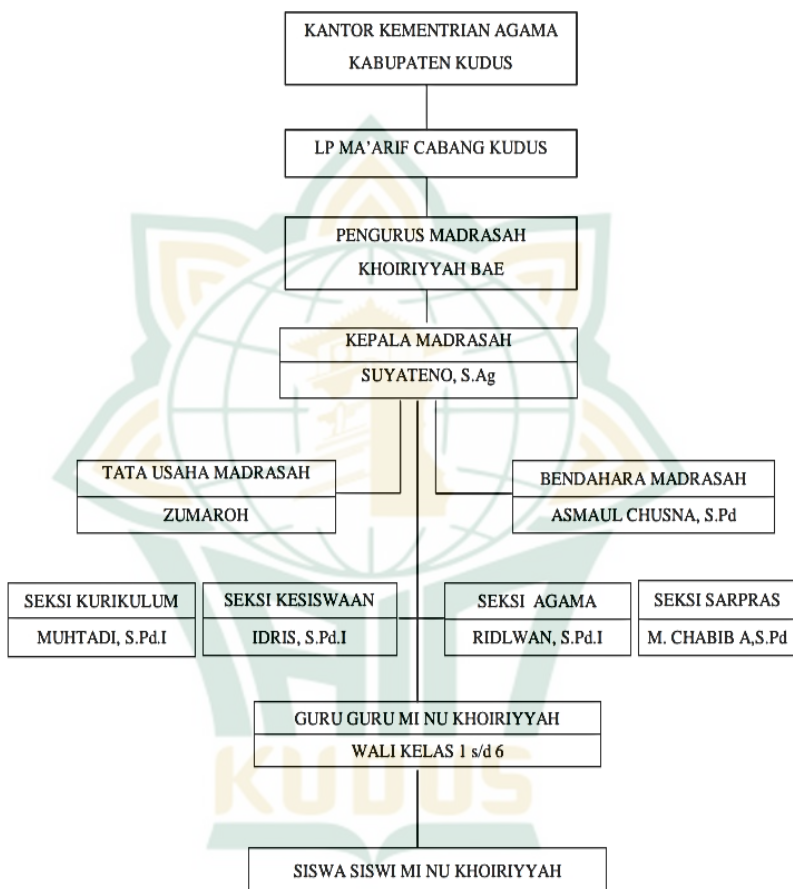 KANTOR KEMENTRIAN AGAMA
KABUPATEN KUDUS
LP MA'ARIF CABANG KUDUS
PENGURUS MADRASAH
KHOIRIYYAH BAE
KEPALA MADRASAH
SUYATENO, S.Ag
TATA USAHA MADRASAH
ZUMAROH
BENDAHARA MADRASAH
ASMAUL CHUSNA, S.Pd
SEKSI KURIKULUM
MUHTADI, S.Pd.I
SEKSI KESISWAAN
IDRIS, S.Pd.I
SEKSI AGAMA
RIDLWAN, S.Pd.I
SEKSI SARPRAS
M. CHABIB A,S.Pd
GURU GURU MI NU KHOIRIYYAH
WALI KELAS 1 s/d 6
KUDUS
SISWA SISWI MI NU KHOIRIYYAH